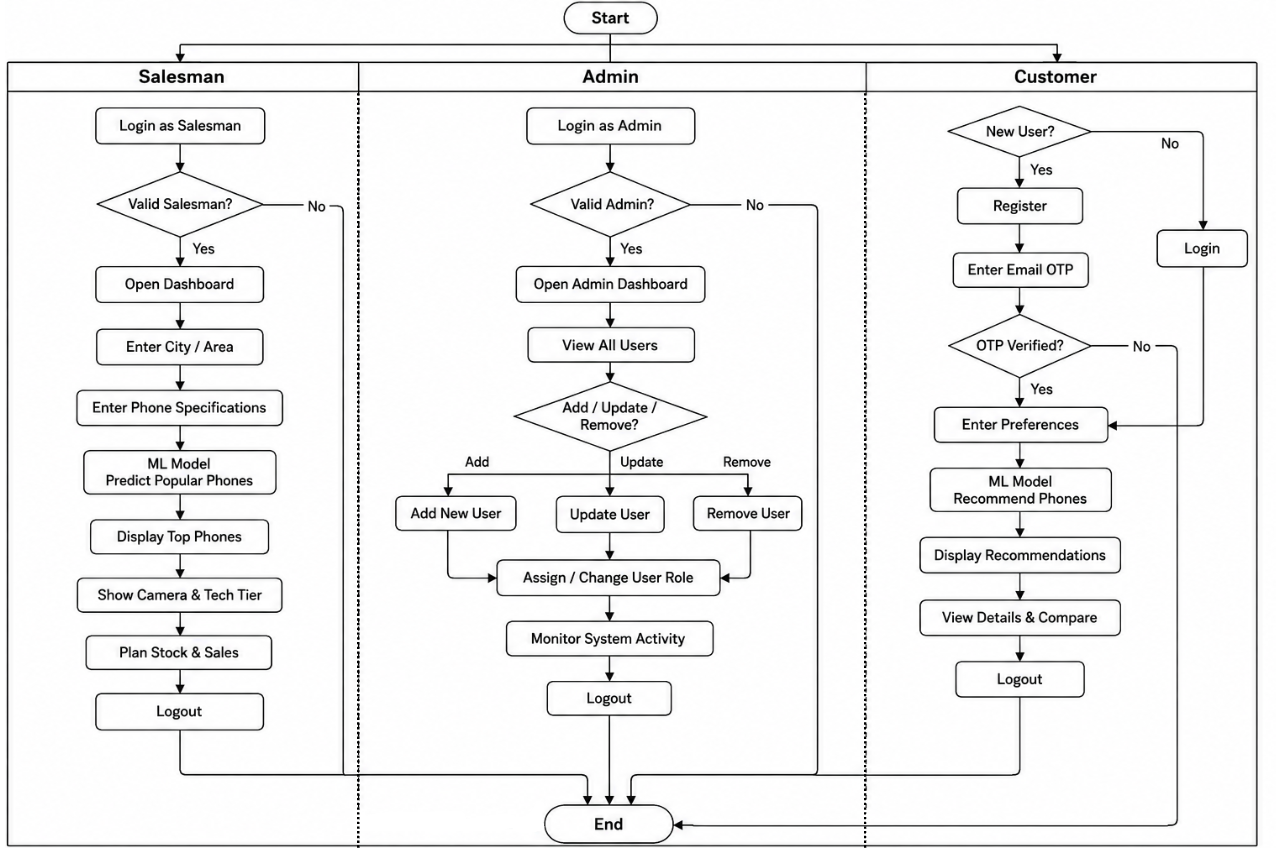 Start
Salesman
Admin
Customer
Login as Salesman
Valid Salesman?
No
Yes
Open Dashboard
Enter City / Area
Enter Phone Specifications
ML Model
Predict Popular Phones
Display Top Phones
Show Camera & Tech Tier
Plan Stock & Sales
Logout
Login as Admin
Valid Admin?
No
Yes
Open Admin Dashboard
View All Users
Add / Update /
Remove?
Add
Update
Remove
Add New User
Update User
Remove User
Assign / Change User Role
Monitor System Activity
Logout
New User?
No
Yes
Register
Login
Enter Email OTP
OTP Verified?
No
Yes
Enter Preferences
ML Model
Recommend Phones
Display Recommendations
View Details & Compare
Logout
End